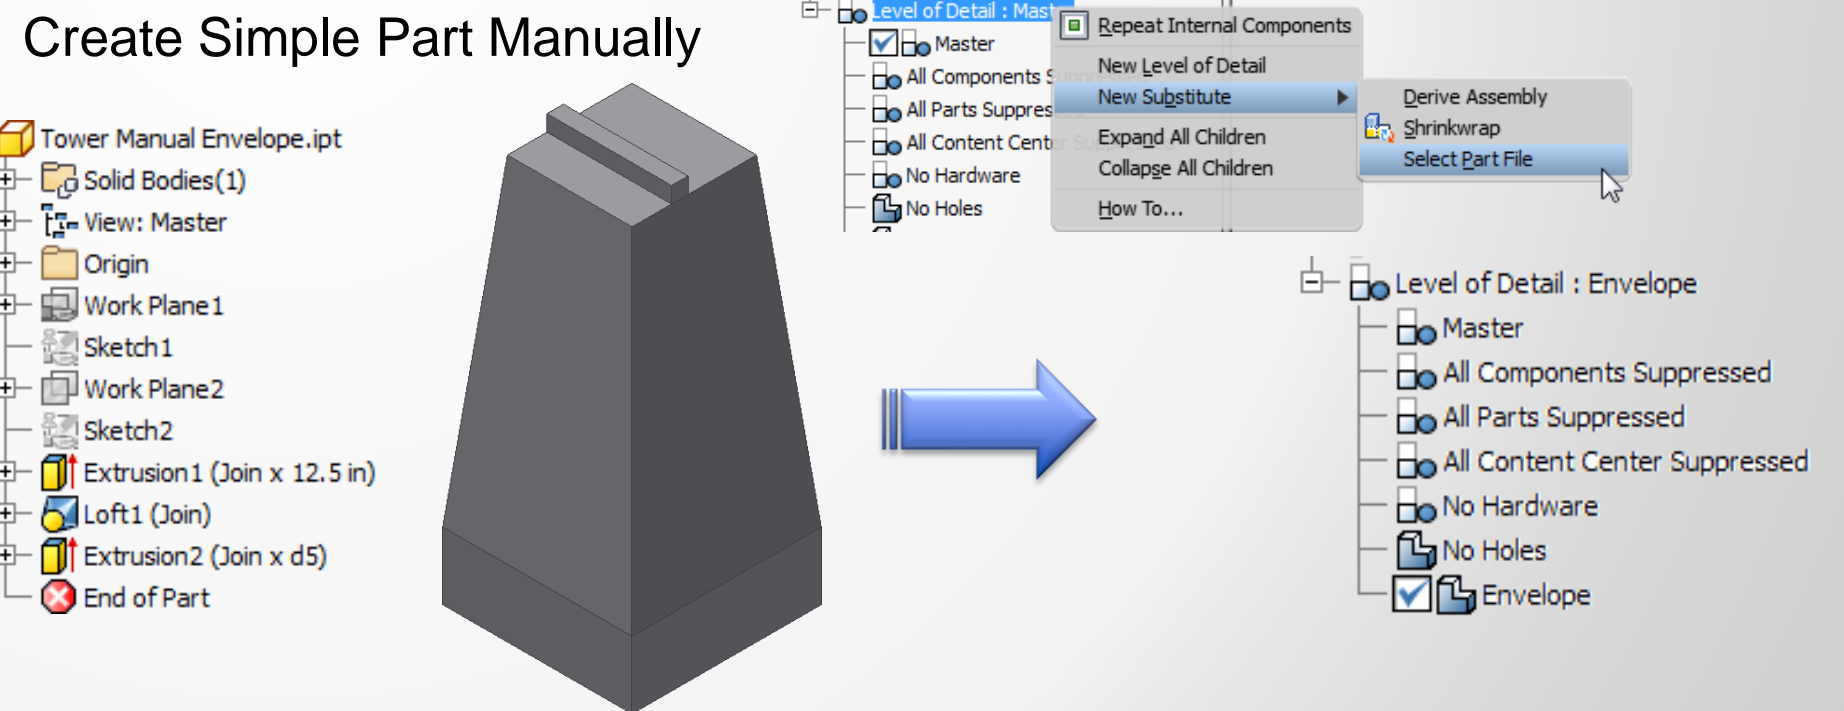 Create Simple Part Manually
Tower Manual Envelope.ipt
Solid Bodies(1)
View: Master
Origin
Work Plane1
Sketch1
Work Plane2
Sketch2
Extrusion1 (Join x 12.5 in)
Loft1 (Join)
Extrusion2 (Join x d5)
End of Part
Level of Detail : Mast
Master
All Components S
All Parts Suppres
All Content Cent
No Hardware
No Holes
Repeat Internal Components
New Level of Detail
New Substitute
Expand All Children
Collapse All Children
How To...
Derive Assembly
Shrinkwrap
Select Part File
Level of Detail : Envelope
Master
All Components Suppressed
All Parts Suppressed
All Content Center Suppressed
No Hardware
No Holes
Envelope